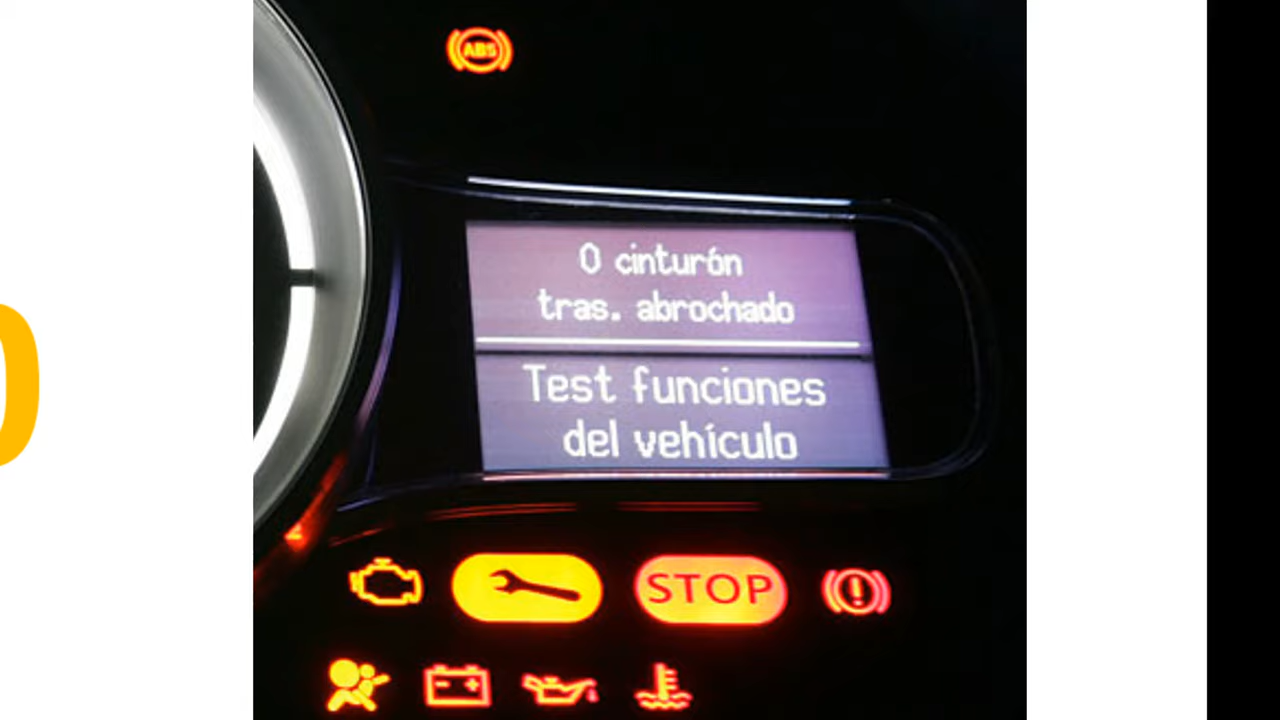 ABS
0 cinturón
tras. abrochado
Test funciones
del vehículo
STOP